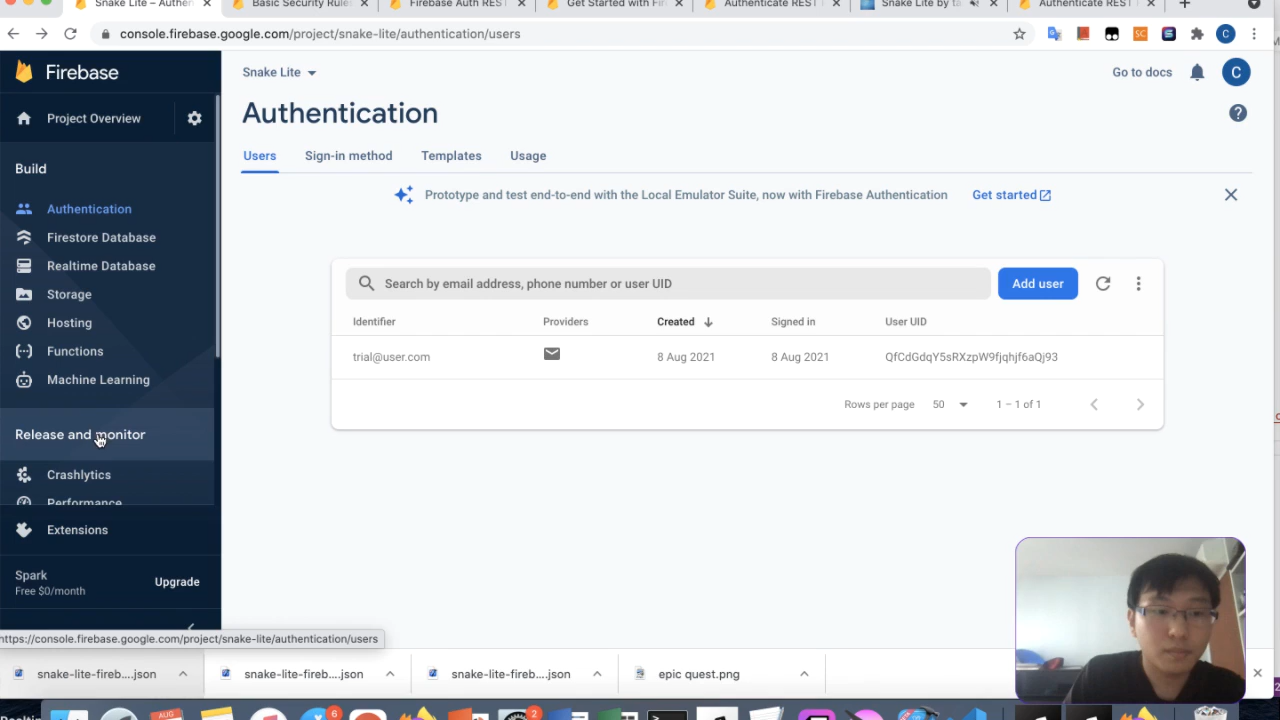 Snake Lite – Authen
Basic Security Rules
Firebase Auth REST
Get Started with Fir
Authenticate REST
Snake Lite by ta
Authenticate REST
console.firebase.google.com/project/snake-lite/authentication/users
SC
C
Firebase
Snake Lite
Go to docs
C
Project Overview
Authentication
?
Build
Users
Sign-in method
Templates
Usage
Prototype and test end-to-end with the Local Emulator Suite, now with Firebase Authentication
Get started
Authentication
Firestore Database
Realtime Database
Storage
Hosting
Functions
Machine Learning
Search by email address, phone number or user UID
Add user
Identifier
Providers
Created
Signed in
User UID
trial@user.com
8 Aug 2021
8 Aug 2021
QfCdGdqY5sRXzpW9fjqhjf6aQj93
Rows per page
50
1 – 1 of 1
Release and monitor
Crashlytics
Performance
Extensions
Spark
Free $0/month
Upgrade
https://console.firebase.google.com/project/snake-lite/authentication/users
snake-lite-fireb....json
snake-lite-fireb....json
snake-lite-fireb....json
epic quest.png
AUG
6
2